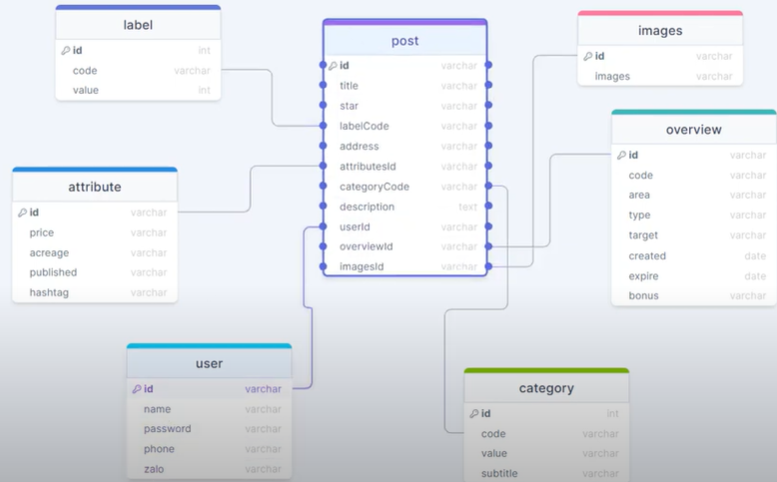 label
id int
code varchar
value int
post
id varchar
title varchar
star varchar
labelCode varchar
address varchar
attributesId varchar
categoryCode varchar
description text
userId varchar
overviewId varchar
imagesId varchar
images
id varchar
images varchar
overview
id varchar
code varchar
area varchar
type varchar
target varchar
created date
expire date
bonus varchar
attribute
id varchar
price varchar
acreage varchar
published varchar
hashtag varchar
user
id varchar
name varchar
password varchar
phone varchar
zalo varchar
category
id int
code varchar
value varchar
subtitle varchar